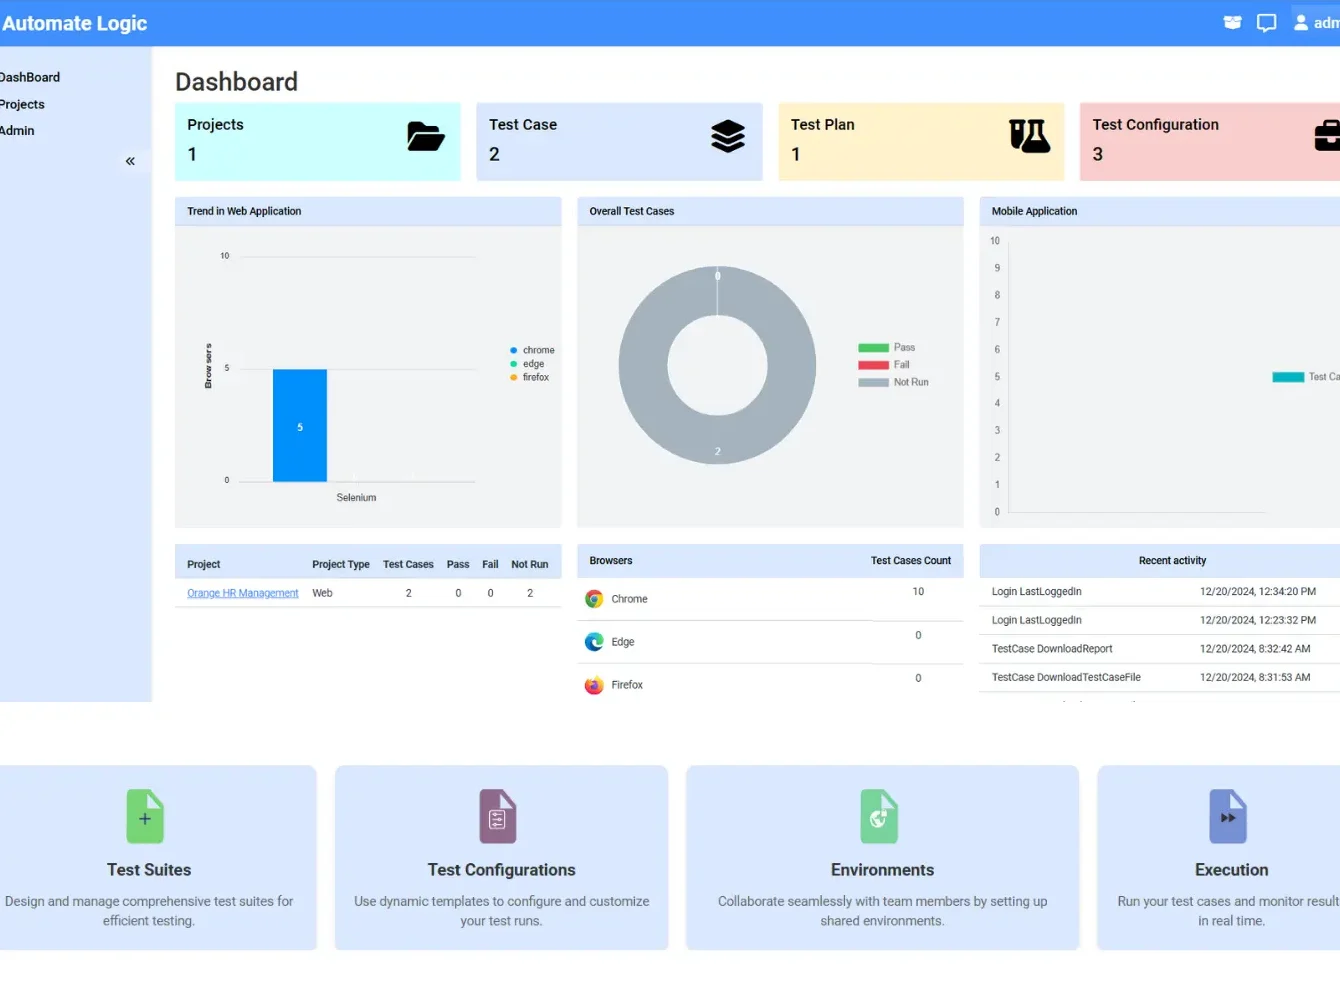 Automate Logic
adm
DashBoard
Projects
Admin
«
Dashboard
Projects
1
Test Case
2
Test Plan
1
Test Configuration
3
Trend in Web Application
10
5
0
Browsers
5
Selenium
chrome
edge
firefox
Overall Test Cases
0
2
Pass
Fail
Not Run
Mobile Application
10
9
8
7
6
5
4
3
2
1
0
Test Ca
Project Project Type Test Cases Pass Fail Not Run
Orange HR Management Web 2 0 0 2
Browsers Test Cases Count
Chrome 10
Edge 0
Firefox 0
Recent activity
Login LastLoggedIn 12/20/2024, 12:34:20 PM
Login LastLoggedIn 12/20/2024, 12:23:32 PM
TestCase DownloadReport 12/20/2024, 8:32:42 AM
TestCase DownloadTestCaseFile 12/20/2024, 8:31:53 AM
Test Suites
Design and manage comprehensive test suites for
efficient testing.
Test Configurations
Use dynamic templates to configure and customize
your test runs.
Environments
Collaborate seamlessly with team members by setting up
shared environments.
Execution
Run your test cases and monitor result
in real time.